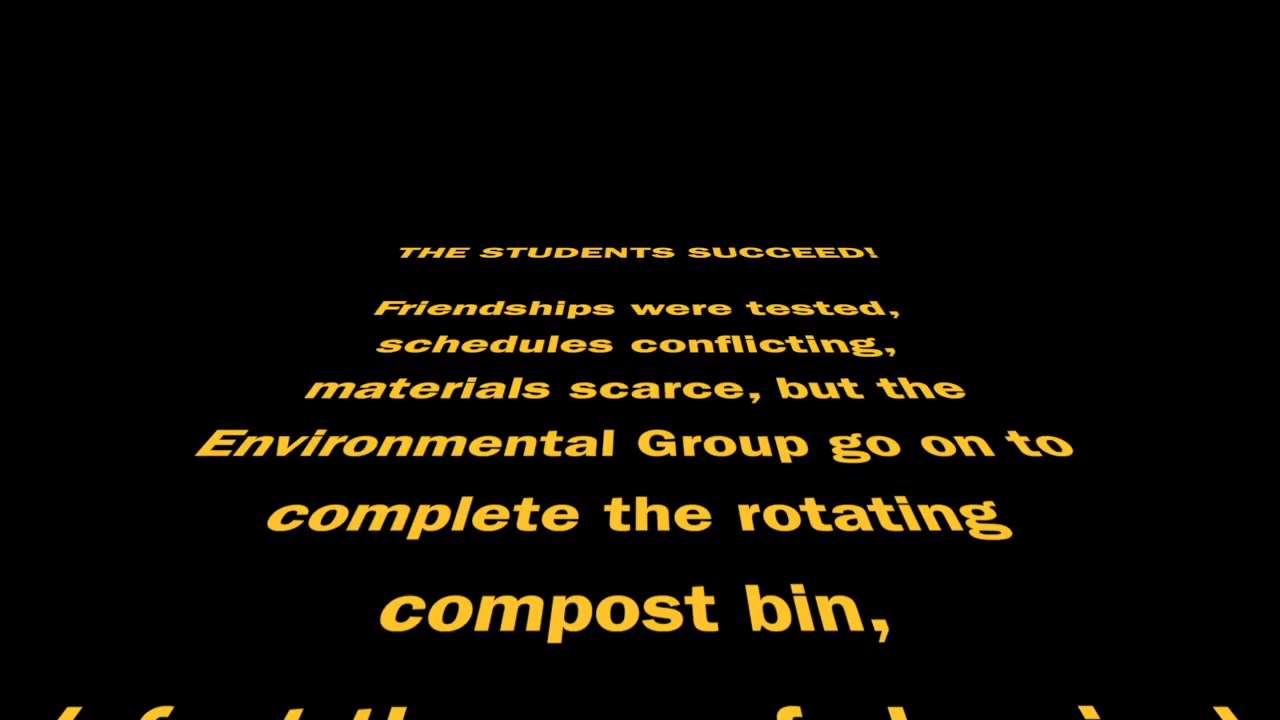 THE STUDENTS SUCCEED!
Friendships were tested,
schedules conflicting,
materials scarce, but the
Environmental Group go on to
complete the rotating
compost bin,